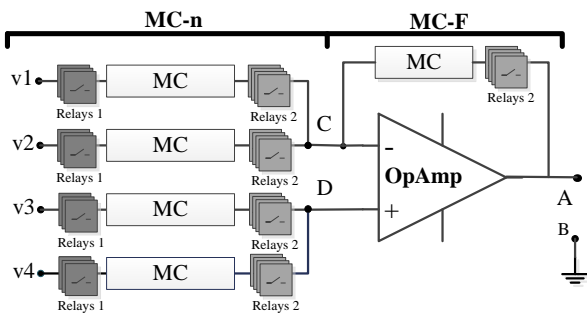 MC-n
MC-F
v1
Relays 1
MC
Relays 2
MC
Relays 2
v2
Relays 1
MC
Relays 2
C
-
OpAmp
+
A
B
v3
Relays 1
MC
Relays 2
D
v4
Relays 1
MC
Relays 2